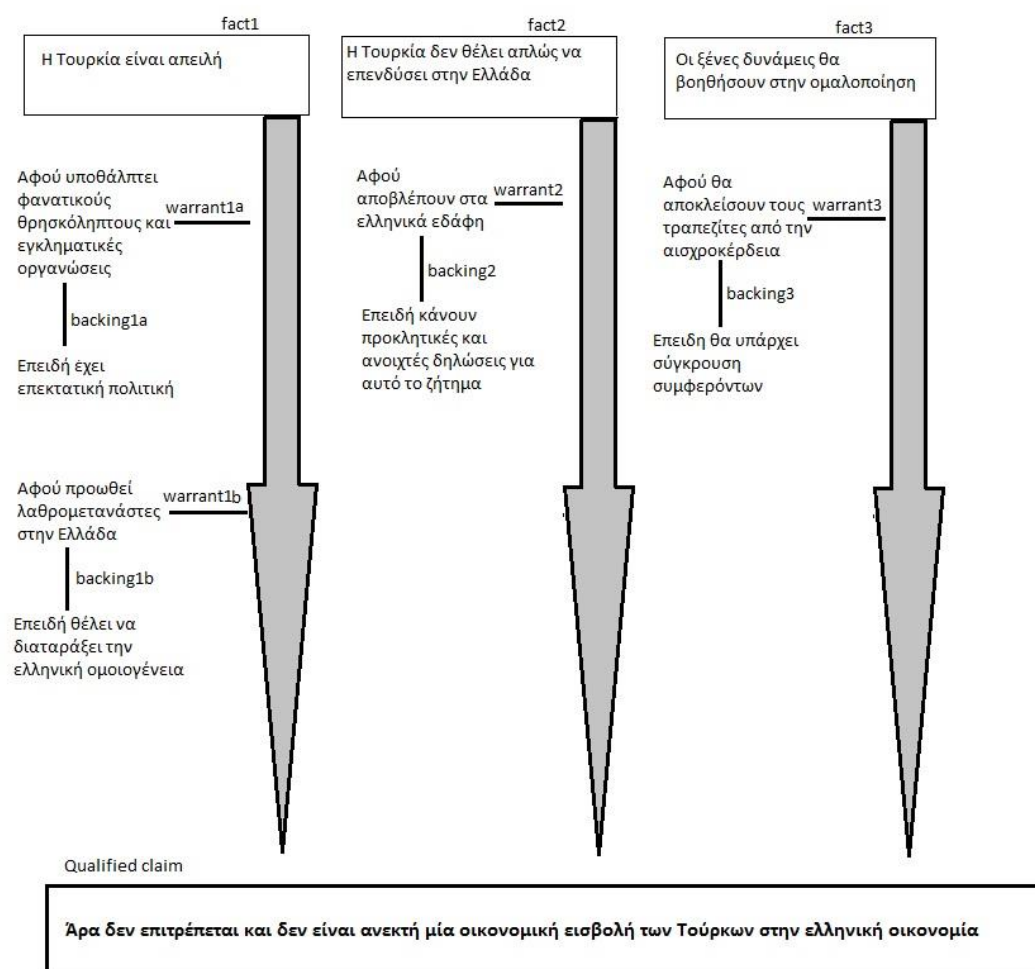 fact1
Η Τουρκία είναι απειλή
Αφού υποθάλπτει
φανατικούς
θρησκόληπτους και
εγκληματικές
οργανώσεις
warrant1a
backing1a
Επειδή έχει
επεκτατική πολιτική
Αφού προωθεί
λαθρομετανάστες
στην Ελλάδα
warrant1b
backing1b
Επειδή θέλει να
διαταράξει την
ελληνική ομοιογένεια
fact2
Η Τουρκία δεν θέλει απλώς να
επενδύσει στην Ελλάδα
Αφού
αποβλέπουν στα
ελληνικά εδάφη
warrant2
backing2
Επειδή κάνουν
προκλητικές και
ανοιχτές δηλώσεις για
αυτό το ζήτημα
fact3
Οι ξένες δυνάμεις θα
βοηθήσουν στην ομαλοποίηση
Αφού θα
αποκλείσουν τους
τραπεζίτες από την
αισχροκέρδεια
warrant3
backing3
Επειδη θα υπάρχει
σύγκρουση
συμφερόντων
Qualified claim
Άρα δεν επιτρέπεται και δεν είναι ανεκτή μία οικονομική εισβολή των Τούρκων στην ελληνική οικονομία